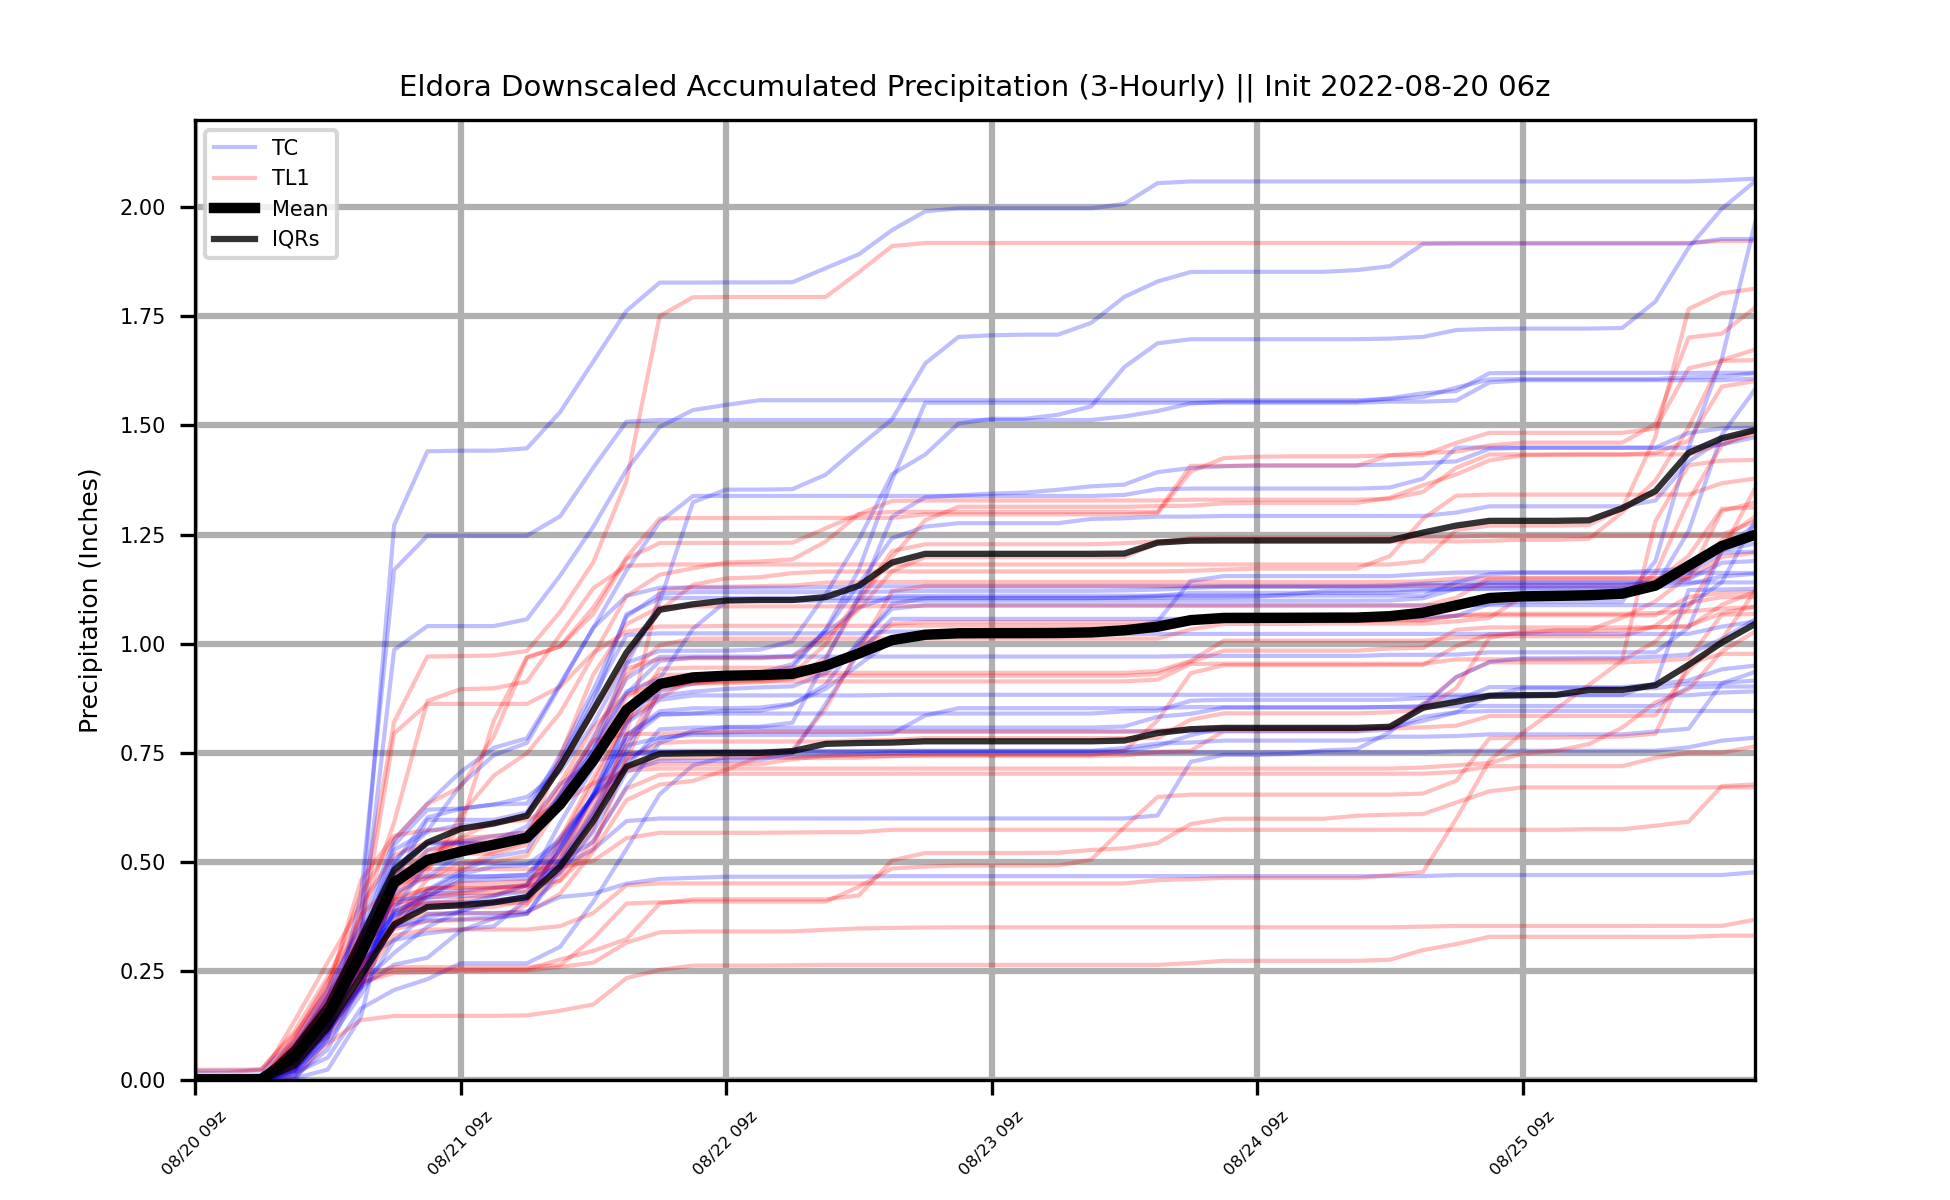 Eldora Downscaled Accumulated Precipitation (3-Hourly) || Init 2022-08-20 06z
TC
TL1
Mean
IQRs
Precipitation (Inches)
2.00
1.75
1.50
1.25
1.00
0.75
0.50
0.25
0.00
08/20 09z
08/21 09z
08/22 09z
08/23 09z
08/24 09z
08/25 09z